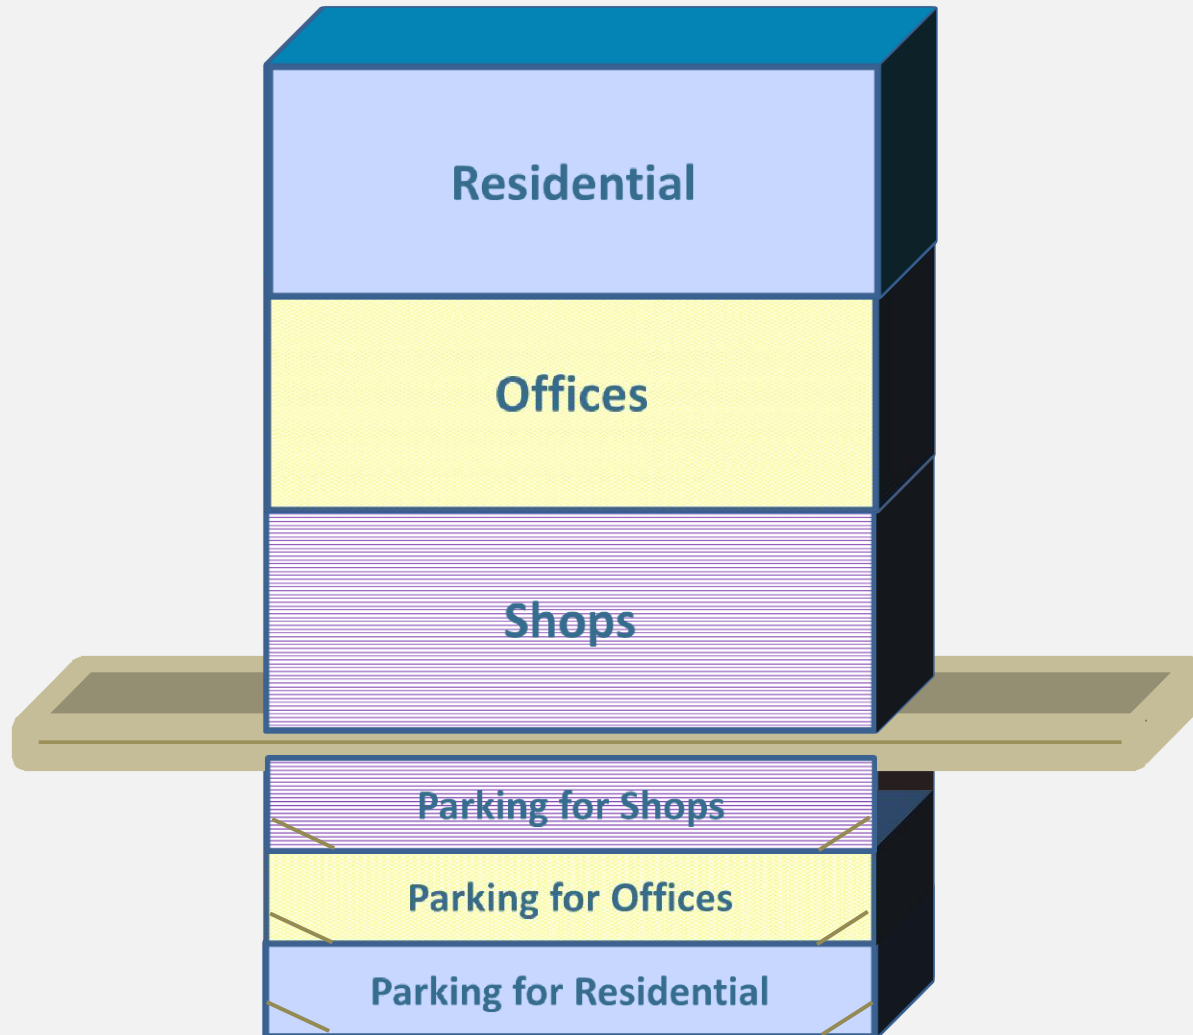 Residential
Offices
Shops
Parking for Shops
Parking for Offices
Parking for Residential